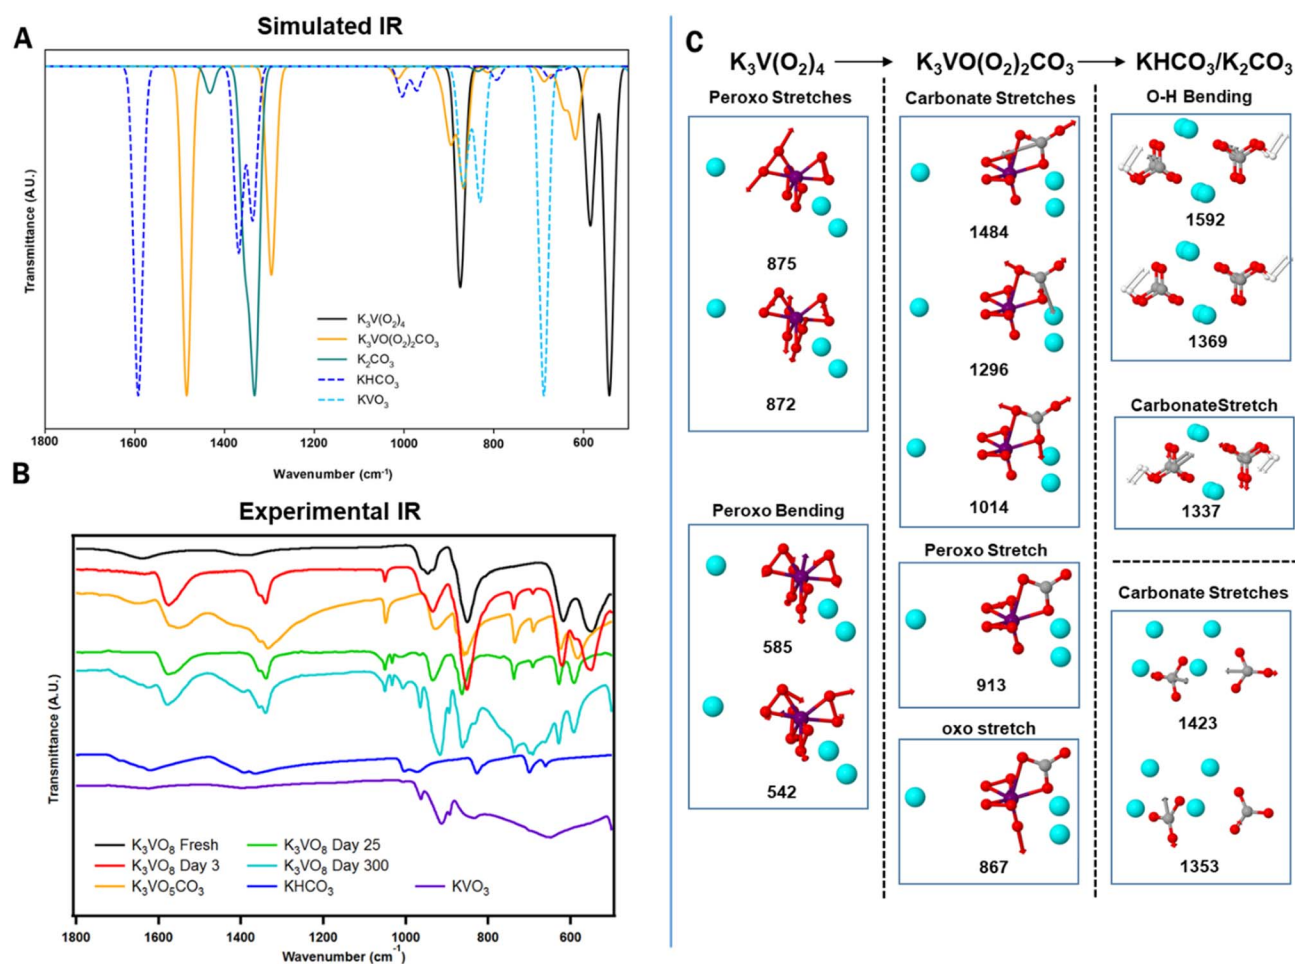 A
Simulated IR
Transmittance (A.U.)
K₃V(O₂)₄
K₃VO(O₂)₂CO₃
K₂CO₃
KHCO₃
KVO₃
1800 1600 1400 1200 1000 800 600
Wavenumber (cm⁻¹)
B
Experimental IR
Transmittance (A.U.)
K₃VO₈ Fresh
K₃VO₈ Day 3
K₃VO₅CO₃
K₃VO₈ Day 25
K₃VO₈ Day 300
KHCO₃
KVO₃
1800 1600 1400 1200 1000 800 600
Wavenumber (cm⁻¹)
C
K₃V(O₂)₄ → K₃VO(O₂)₂CO₃ → KHCO₃/K₂CO₃
Peroxo Stretches
875
872
Peroxo Bending
585
542
Carbonate Stretches
1484
1296
1014
Peroxo Stretch
913
oxo stretch
867
O-H Bending
1592
1369
CarbonateStretch
1337
Carbonate Stretches
1423
1353